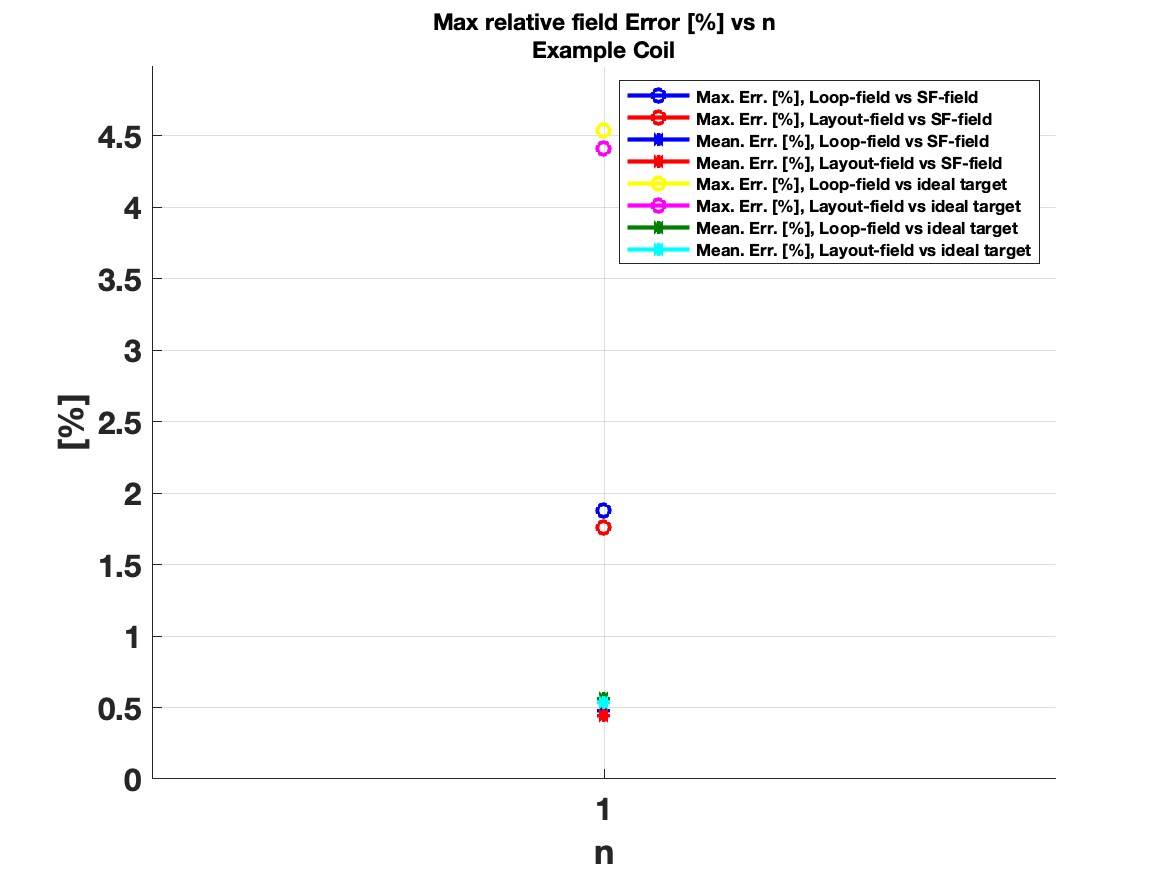 Max relative field Error [%] vs n
Example Coil
Max. Err. [%], Loop-field vs SF-field
Max. Err. [%], Layout-field vs SF-field
Mean. Err. [%], Loop-field vs SF-field
Mean. Err. [%], Layout-field vs SF-field
Max. Err. [%], Loop-field vs ideal target
Max. Err. [%], Layout-field vs ideal target
Mean. Err. [%], Loop-field vs ideal target
Mean. Err. [%], Layout-field vs ideal target
[%]
4.5
4
3.5
3
2.5
2
1.5
1
0.5
0
1
n